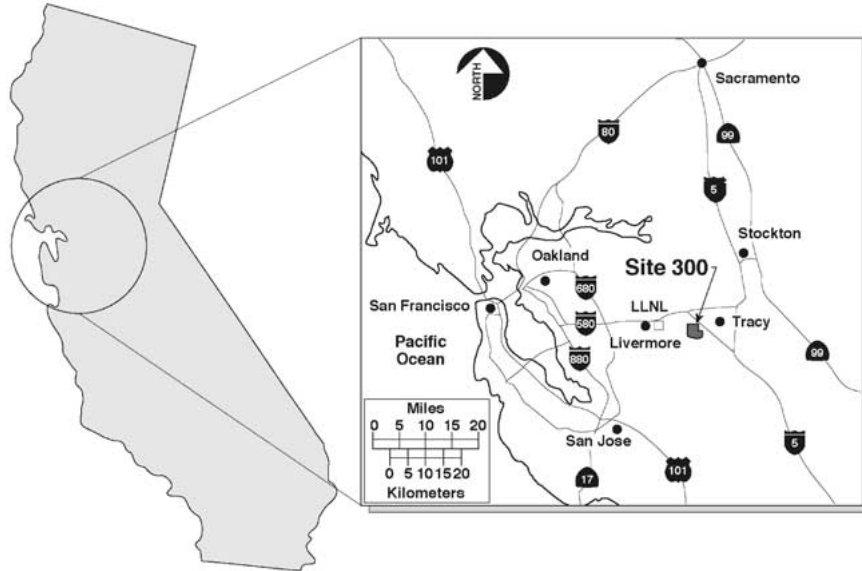 NORTH
Sacramento
80
99
101
5
Stockton
Oakland
Site 300
680
San Francisco
LLNL
580
Tracy
Livermore
Pacific
Ocean
880
99
Miles
0 5 10 15 20
0 5 10 15 20
Kilometers
San Jose
5
101
17